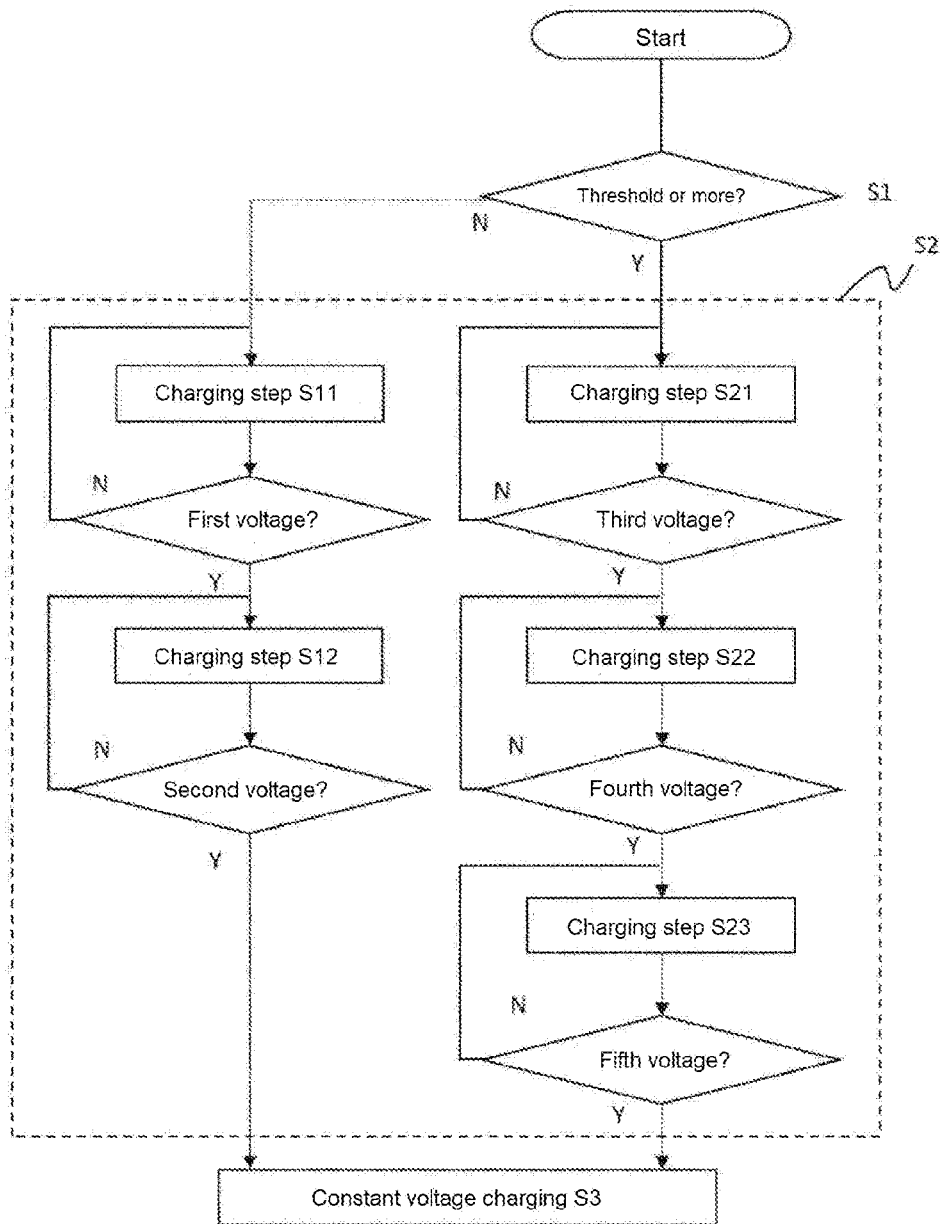 Start
Threshold or more?
S1
N
Y
S2
Charging step S11
Charging step S21
N
First voltage?
N
Third voltage?
Y
Y
Charging step S12
Charging step S22
N
Second voltage?
N
Fourth voltage?
Y
Y
Charging step S23
N
Fifth voltage?
Y
Constant voltage charging S3